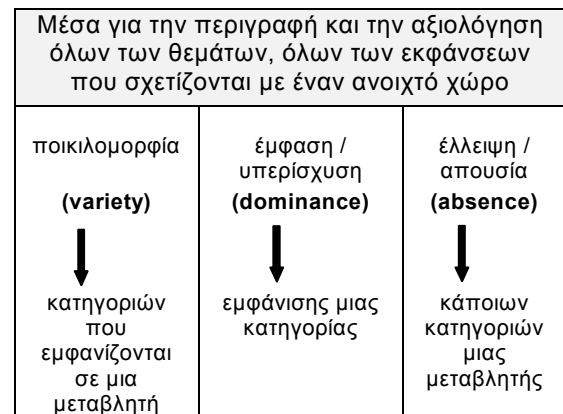 Μέσα για την περιγραφή και την αξιολόγηση
όλων των θεμάτων, όλων των εκφάνσεων
που σχετίζονται με έναν ανοιχτό χώρο
ποικιλομορφία
(variety)
κατηγοριών
που
εμφανίζονται
σε μια
μεταβλητή
έμφαση /
υπερίσχυση
(dominance)
εμφάνισης μιας
κατηγορίας
έλλειψη /
απουσία
(absence)
κάποιων
κατηγοριών
μιας
μεταβλητής